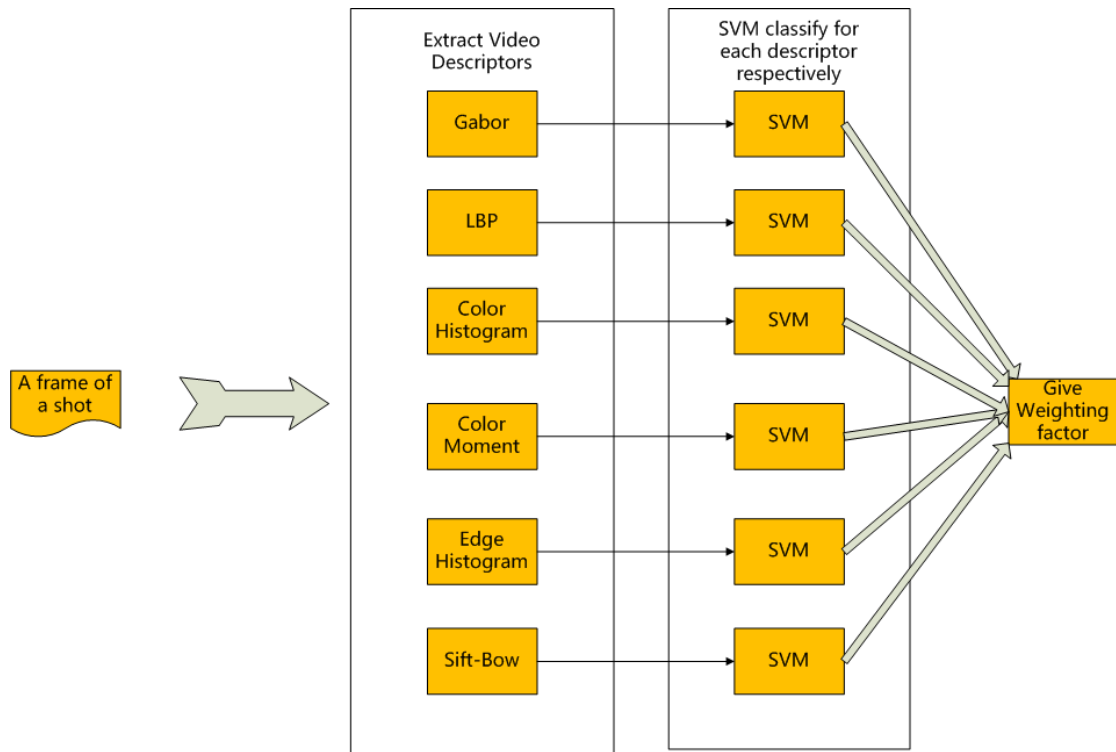 A frame of
a shot
Extract Video
Descriptors
Gabor
LBP
Color
Histogram
Color
Moment
Edge
Histogram
Sift-Bow
SVM classify for
each descriptor
respectively
SVM
SVM
SVM
SVM
SVM
SVM
Give
Weighting
factor